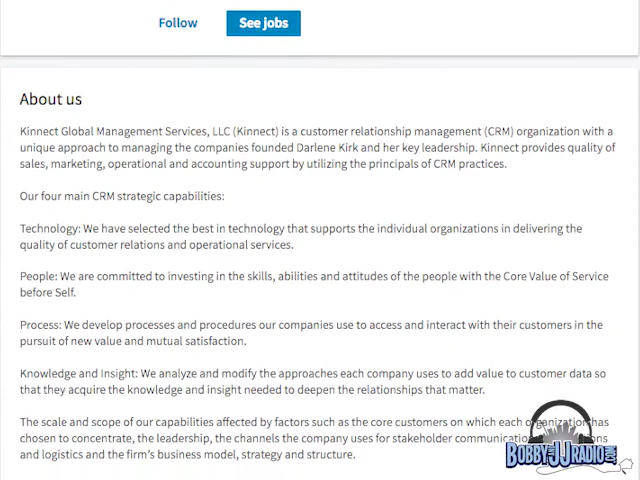 Follow
See jobs
About us
Kinnect Global Management Services, LLC (Kinnect) is a customer relationship management (CRM) organization with a
unique approach to managing the companies founded Darlene Kirk and her key leadership. Kinnect provides quality of
sales, marketing, operational and accounting support by utilizing the principals of CRM practices.
Our four main CRM strategic capabilities:
Technology: We have selected the best in technology that supports the individual organizations in delivering the
quality of customer relations and operational services.
People: We are committed to investing in the skills, abilities and attitudes of the people with the Core Value of Service
before Self.
Process: We develop processes and procedures our companies use to access and interact with their customers in the
pursuit of new value and mutual satisfaction.
Knowledge and Insight: We analyze and modify the approaches each company uses to add value to customer data so
that they acquire the knowledge and insight needed to deepen the relationships that matter.
The scale and scope of our capabilities affected by factors such as the core customers on which each organization has
chosen to concentrate, the leadership, the channels the company uses for stakeholder
and logistics and the firm's business model, strategy and structure.
BOBBY JJRADIO.COM